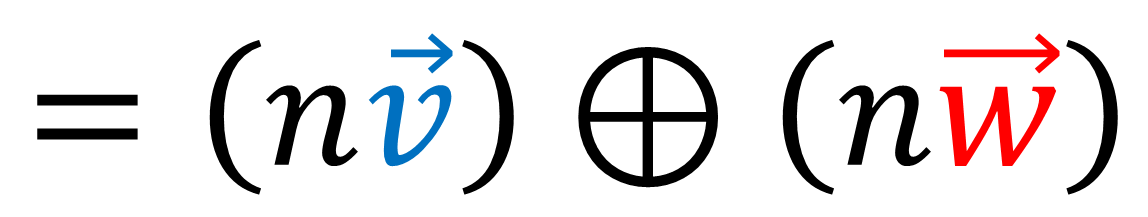 = (n𝑣⃗) ⊕ (n𝑤⃗)